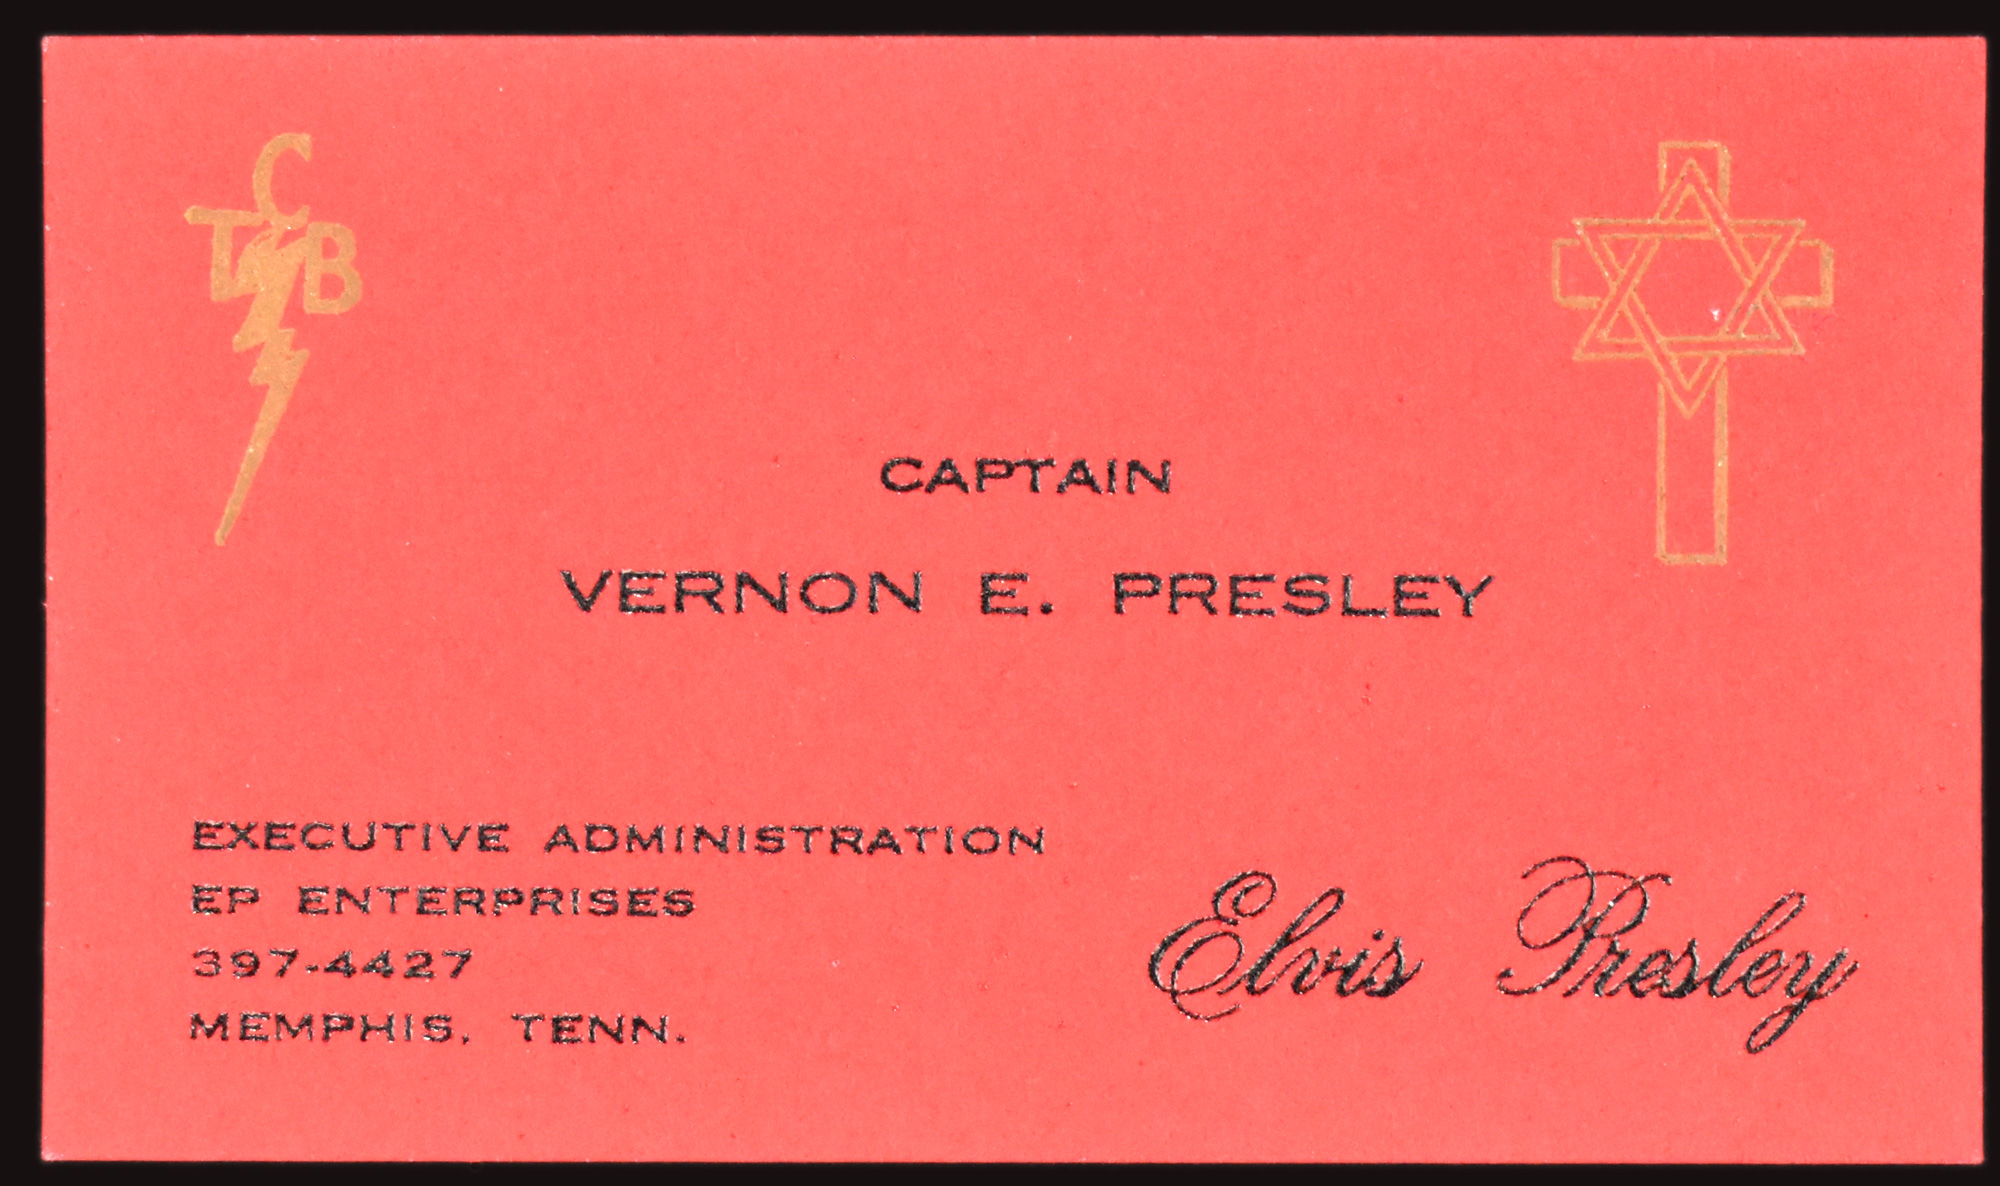 TCB
CAPTAIN
VERNON E. PRESLEY
EXECUTIVE ADMINISTRATION
EP ENTERPRISES
397-4427
MEMPHIS, TENN.
Elvis Presley